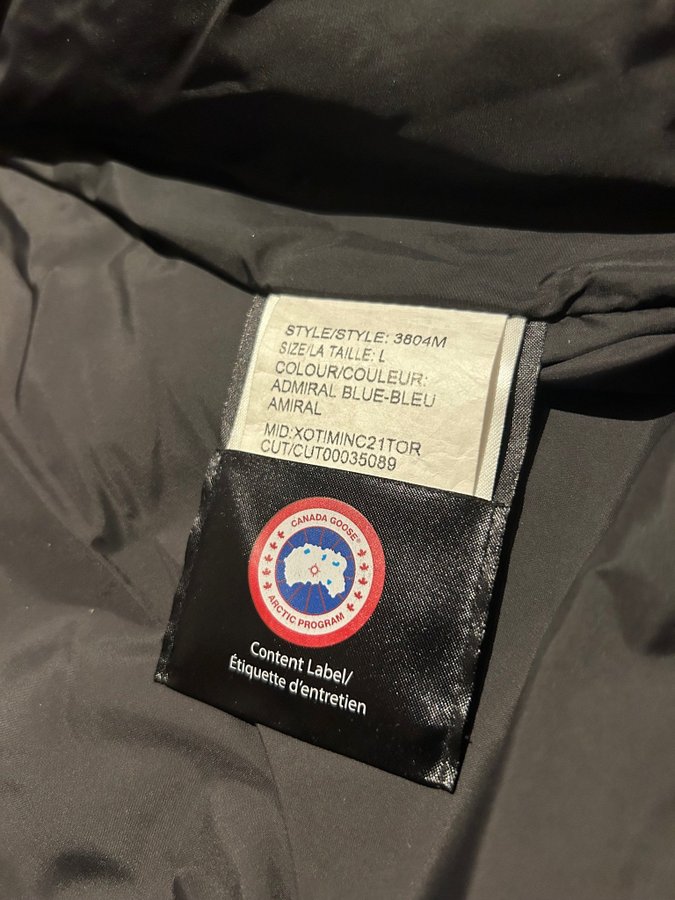 STYLE/STYLE: 3804M
SIZE/LA TAILLE: L
COLOUR/COULEUR:
ADMIRAL BLUE-BLEU
AMIRAL
MID:XOTIMINC21TOR
CUT/CUT00035089
CANADA GOOSE®
ARCTIC PROGRAM
Content Label/
Étiquette d'entretien